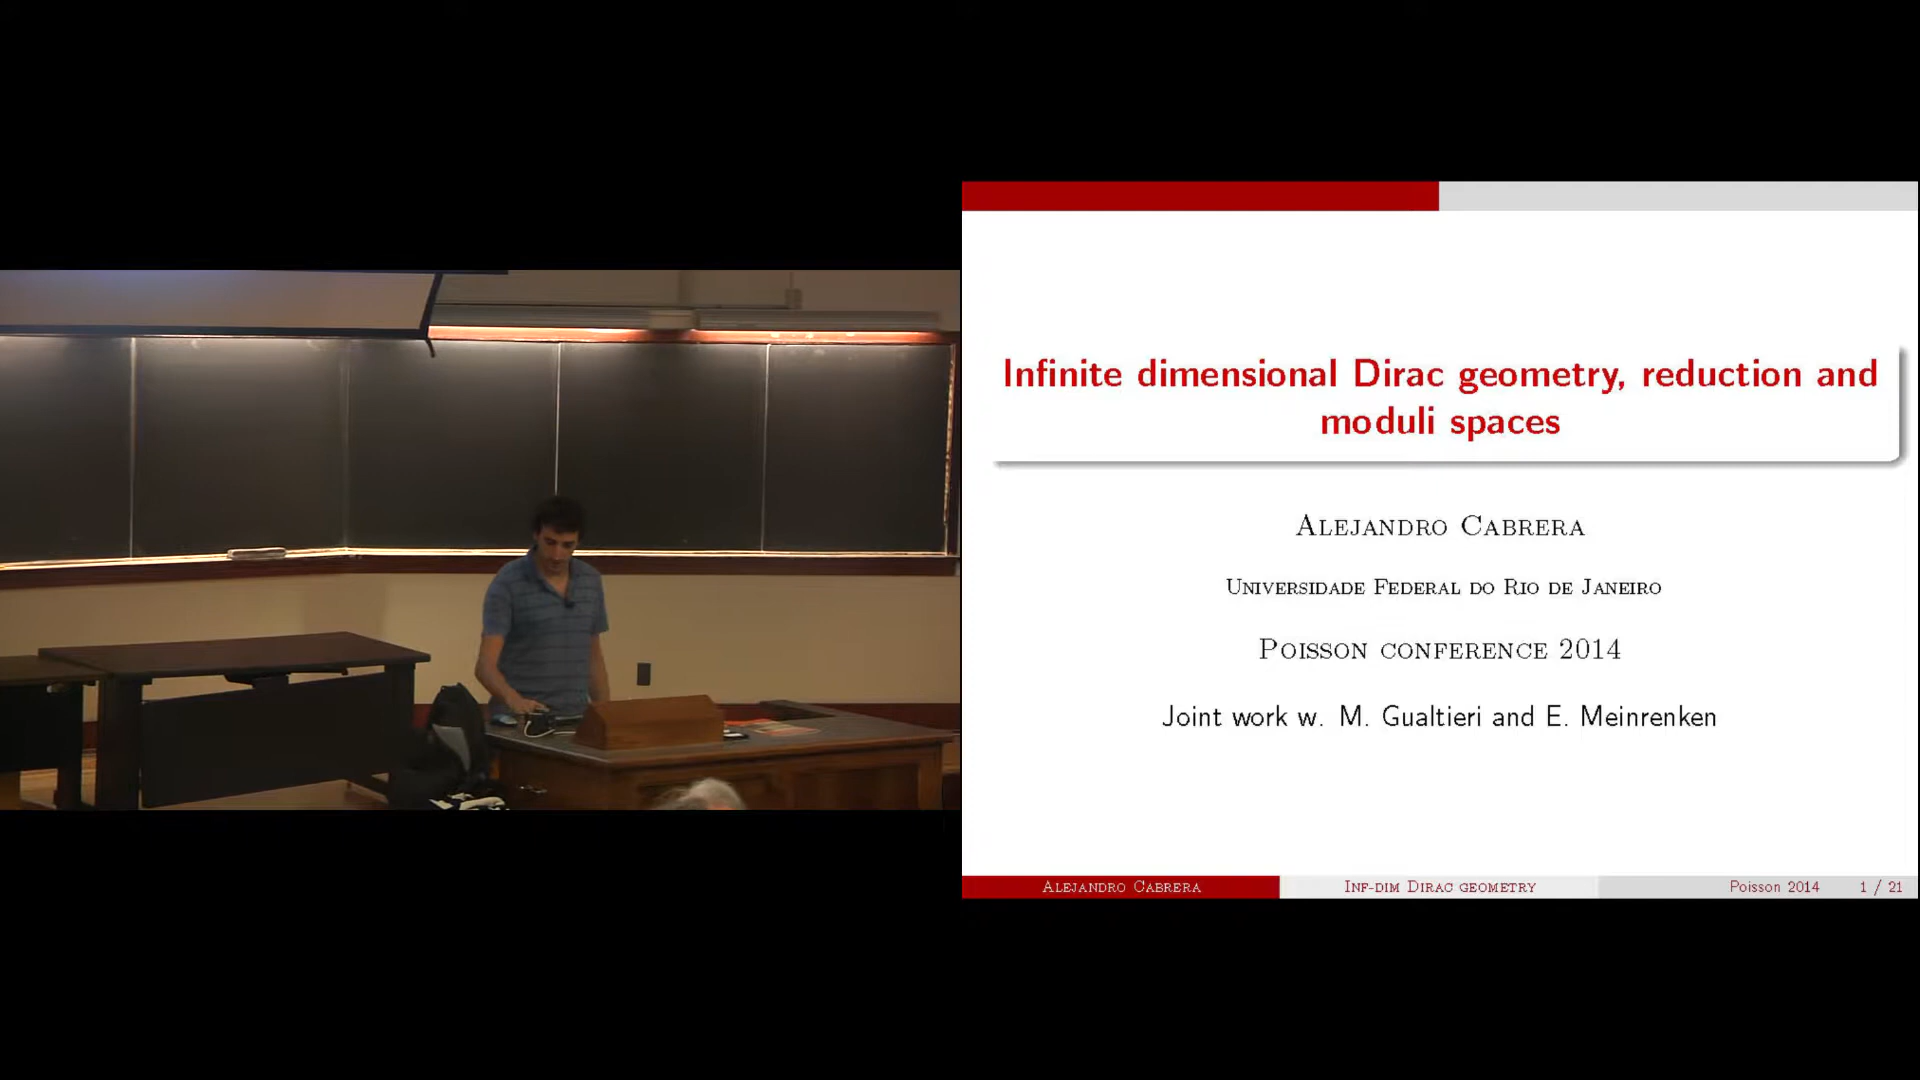 Infinite dimensional Dirac geometry, reduction and
moduli spaces
Alejandro Cabrera
Universidade Federal do Rio de Janeiro
Poisson conference 2014
Joint work w. M. Gualtieri and E. Meinrenken
Alejandro Cabrera Inf-dim Dirac geometry Poisson 2014 1 / 21